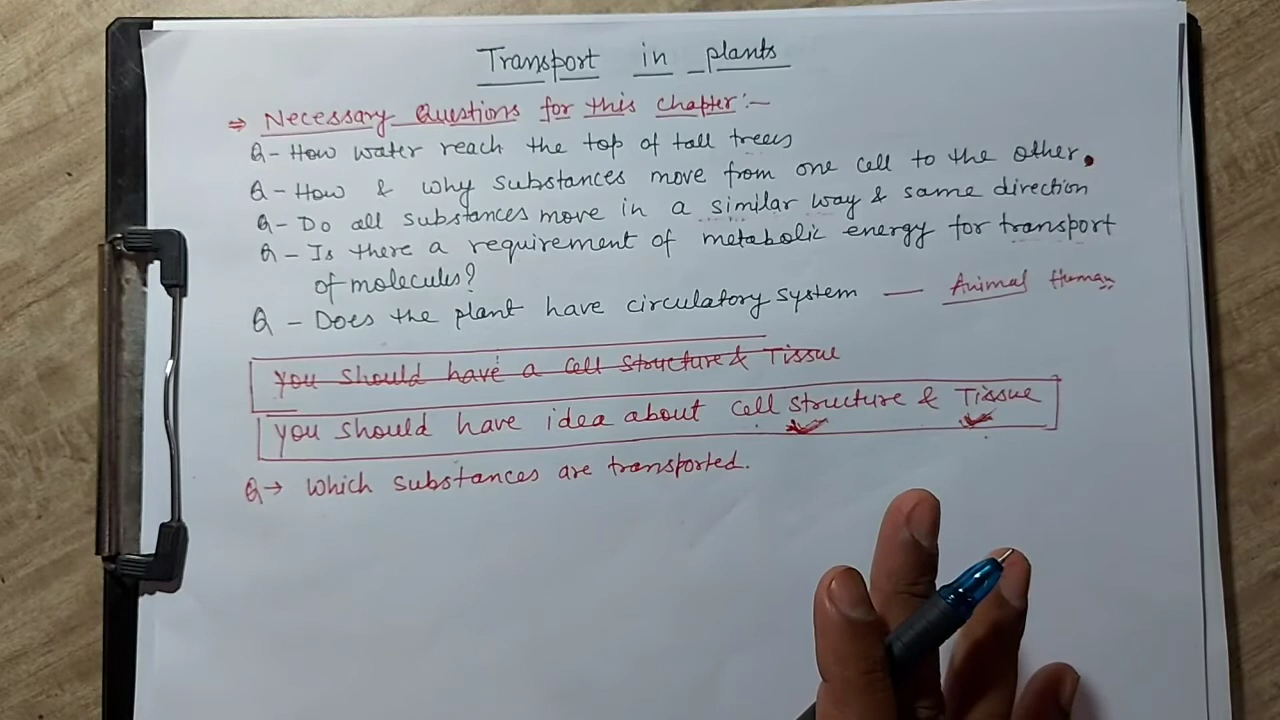 Transport in plants
⇒ Necessary Questions for this chapter:-
Q- How water reach the top of tall trees
Q- How & why substances move from one cell to the other.
Q- Do all substances move in a similar way & same direction
Q- Is there a requirement of metabolic energy for transport
of molecules?
Q - Does the plant have circulatory system — Animal Human
you should have a cell structure & Tissue
you should have idea about cell structure & Tissue
Q→ which substances are transported.